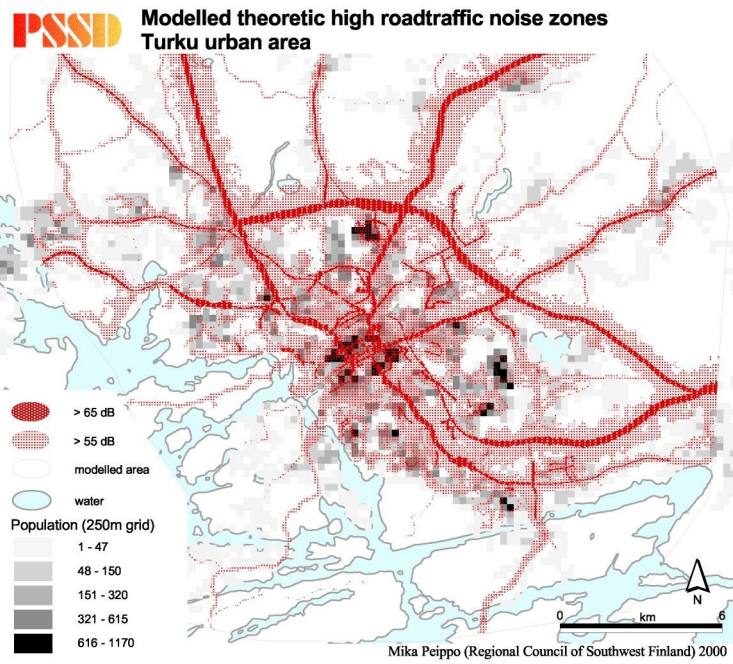 PSSD
Modelled theoretic high roadtraffic noise zones
Turku urban area
> 65 dB
> 55 dB
modelled area
water
Population (250m grid)
1 - 47
48 - 150
151 - 320
321 - 615
616 - 1170
N
0 km 6
Mika Peippo (Regional Council of Southwest Finland) 2000